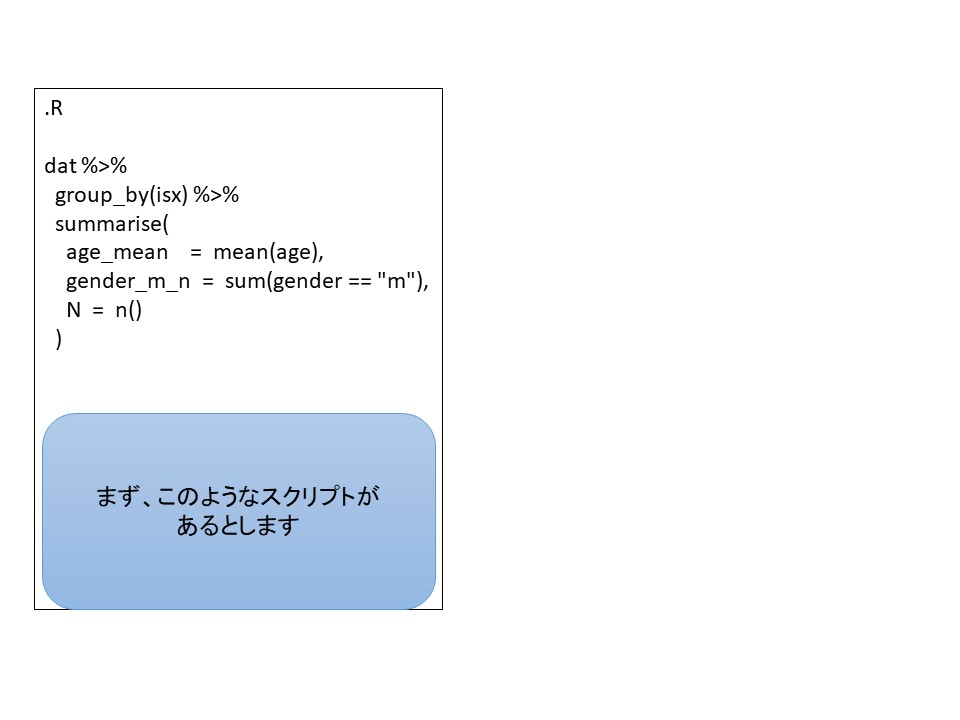 .R
dat %>%
group_by(isx) %>%
summarise(
age_mean = mean(age),
gender_m_n = sum(gender == "m"),
N = n()
)
まず、このようなスクリプトが
あるとします